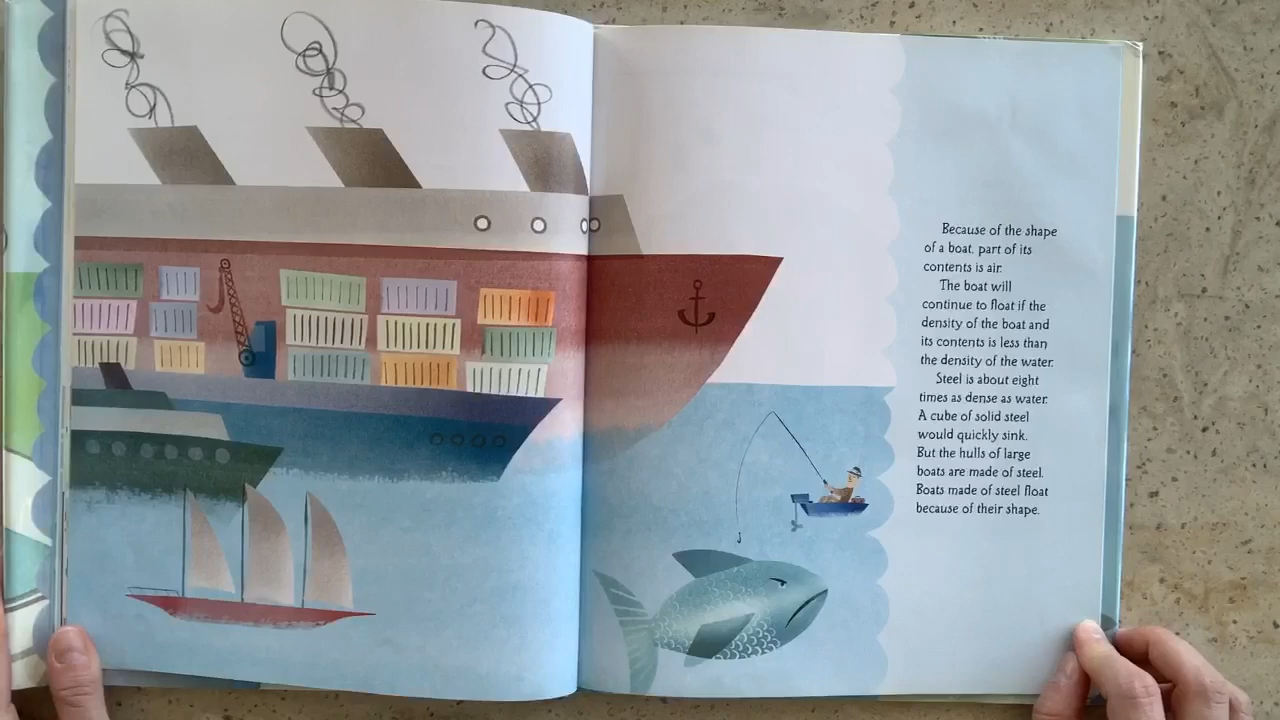 Because of the shape
of a boat, part of its
contents is air.
The boat will
continue to float if the
density of the boat and
its contents is less than
the density of the water.
Steel is about eight
times as dense as water.
A cube of solid steel
would quickly sink.
But the hulls of large
boats are made of steel.
Boats made of steel float
because of their shape.